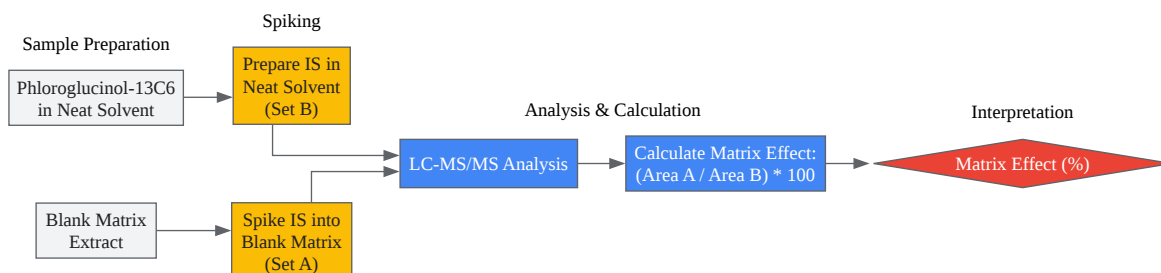 Spiking
Sample Preparation
Prepare IS in
Neat Solvent
(Set B)
Phloroglucinol-13C6
in Neat Solvent
Analysis & Calculation
Interpretation
LC-MS/MS Analysis
Calculate Matrix Effect:
(Area A / Area B) * 100
Matrix Effect (%)
Blank Matrix
Extract
Spike IS into
Blank Matrix
(Set A)